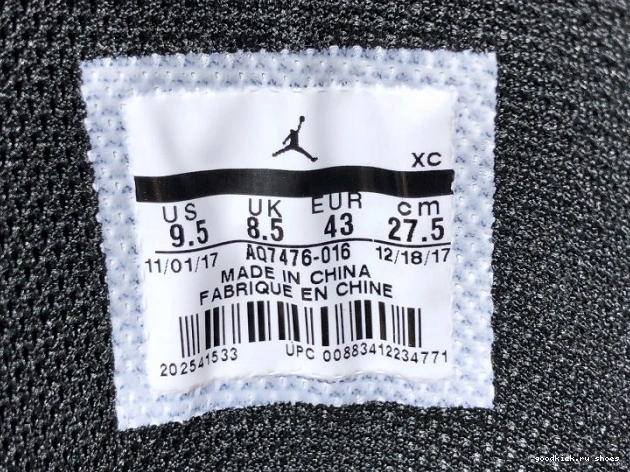 XC
US UK EUR cm
9.5 8.5 43 27.5
11/01/17 AQ7476-016 12/18/17
MADE IN CHINA
FABRIQUE EN CHINE
202541533 UPC 00883412234771
goodkick.ru shoes